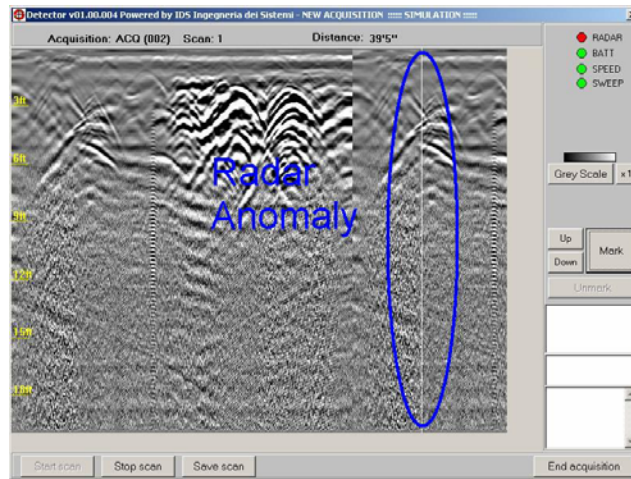 Detector v01.00.004 Powered by IDS Ingegneria dei Sistemi - NEW ACQUISITION ::::: SIMULATION :::::
Acquisition: ACQ (002) Scan: 1 Distance: 39'5''
RADAR
BATT
SPEED
SWEEP
3ft
6ft
9ft
12ft
15ft
18ft
Radar
Anomaly
Grey Scale x1
Up
Down
Mark
Unmark
Start scan Stop scan Save scan End acquisition